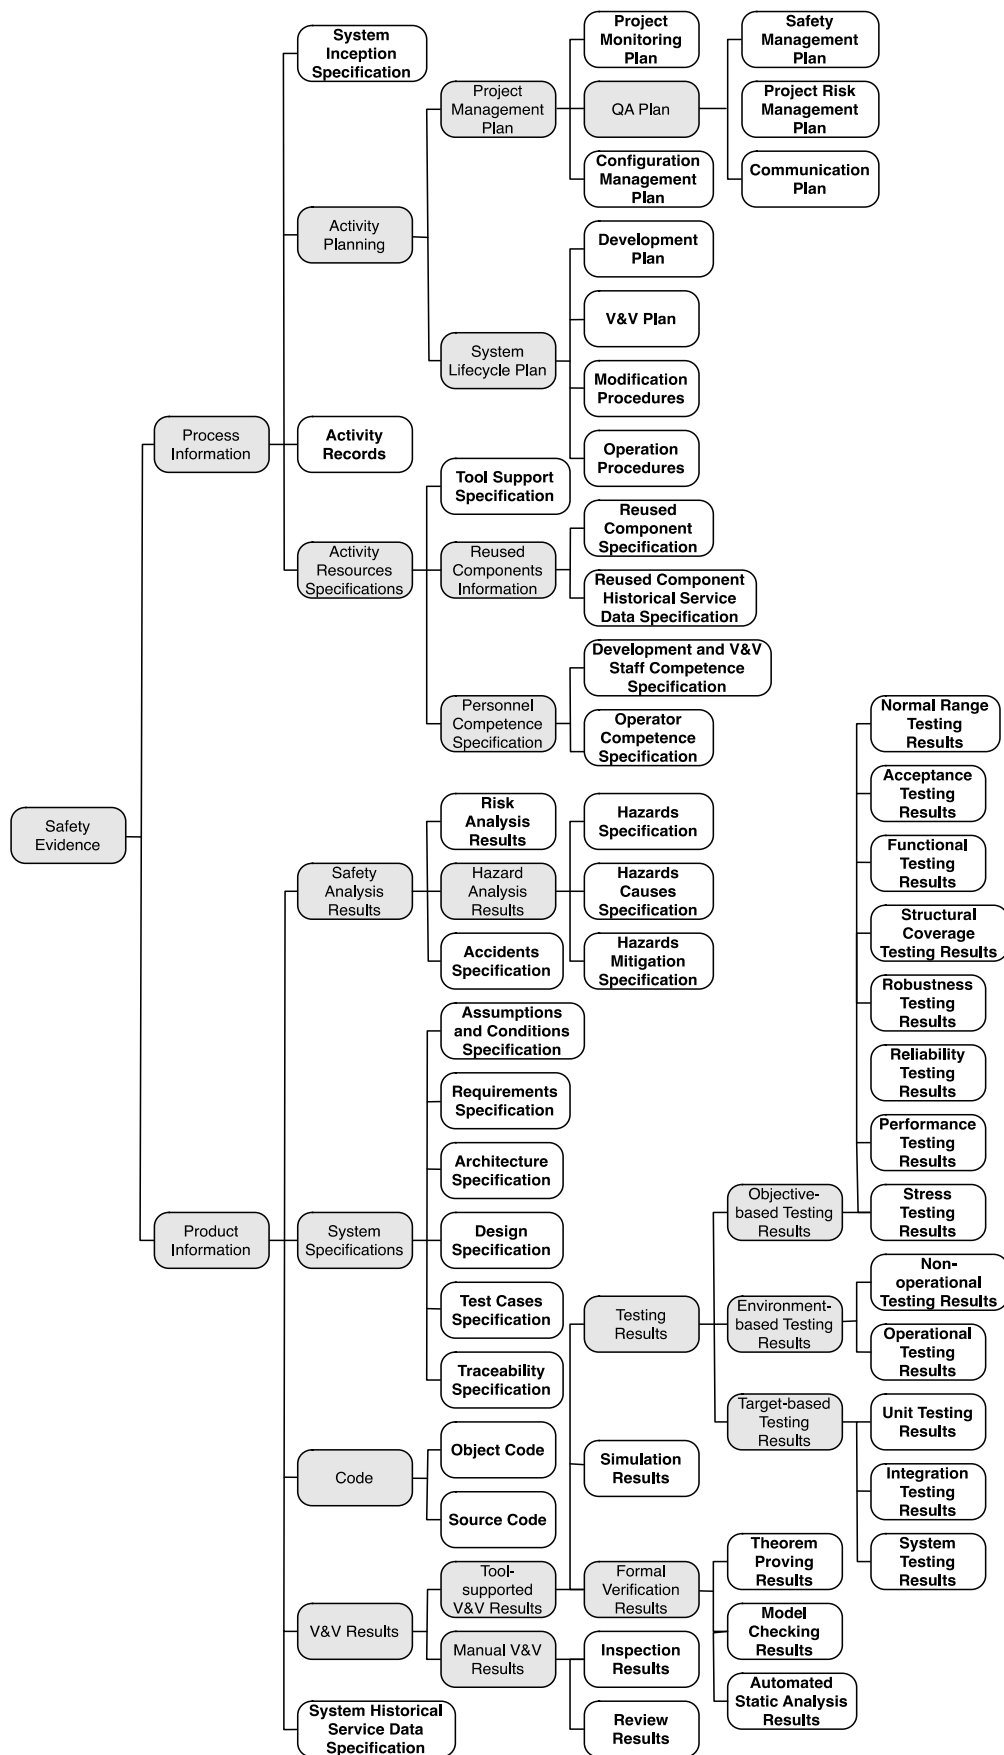 System
Inception
Specification
Project
Management
Plan
Project
Monitoring
Plan
QA Plan
Configuration
Management
Plan
Safety
Management
Plan
Project Risk
Management
Plan
Communication
Plan
Activity
Planning
Development
Plan
V&V Plan
System
Lifecycle Plan
Modification
Procedures
Operation
Procedures
Process
Information
Activity
Records
Tool Support
Specification
Activity
Resources
Specifications
Reused
Components
Information
Reused
Component
Specification
Reused Component
Historical Service
Data Specification
Development and V&V
Staff Competence
Specification
Personnel
Competence
Specification
Operator
Competence
Specification
Safety
Evidence
Risk
Analysis
Results
Safety
Analysis
Results
Hazard
Analysis
Results
Accidents
Specification
Hazards
Specification
Hazards
Causes
Specification
Hazards
Mitigation
Specification
Product
Information
System
Specifications
Assumptions
and Conditions
Specification
Requirements
Specification
Architecture
Specification
Design
Specification
Test Cases
Specification
Traceability
Specification
Code
Object Code
Source Code
V&V Results
Tool-
supported
V&V Results
Manual V&V
Results
System Historical
Service Data
Specification
Testing
Results
Simulation
Results
Formal
Verification
Results
Inspection
Results
Review
Results
Objective-
based Testing
Results
Environment-
based Testing
Results
Target-based
Testing
Results
Theorem
Proving
Results
Model
Checking
Results
Automated
Static Analysis
Results
Normal Range
Testing
Results
Acceptance
Testing
Results
Functional
Testing
Results
Structural
Coverage
Testing Results
Robustness
Testing
Results
Reliability
Testing
Results
Performance
Testing
Results
Stress
Testing
Results
Non-
operational
Testing Results
Operational
Testing
Results
Unit Testing
Results
Integration
Testing
Results
System
Testing
Results